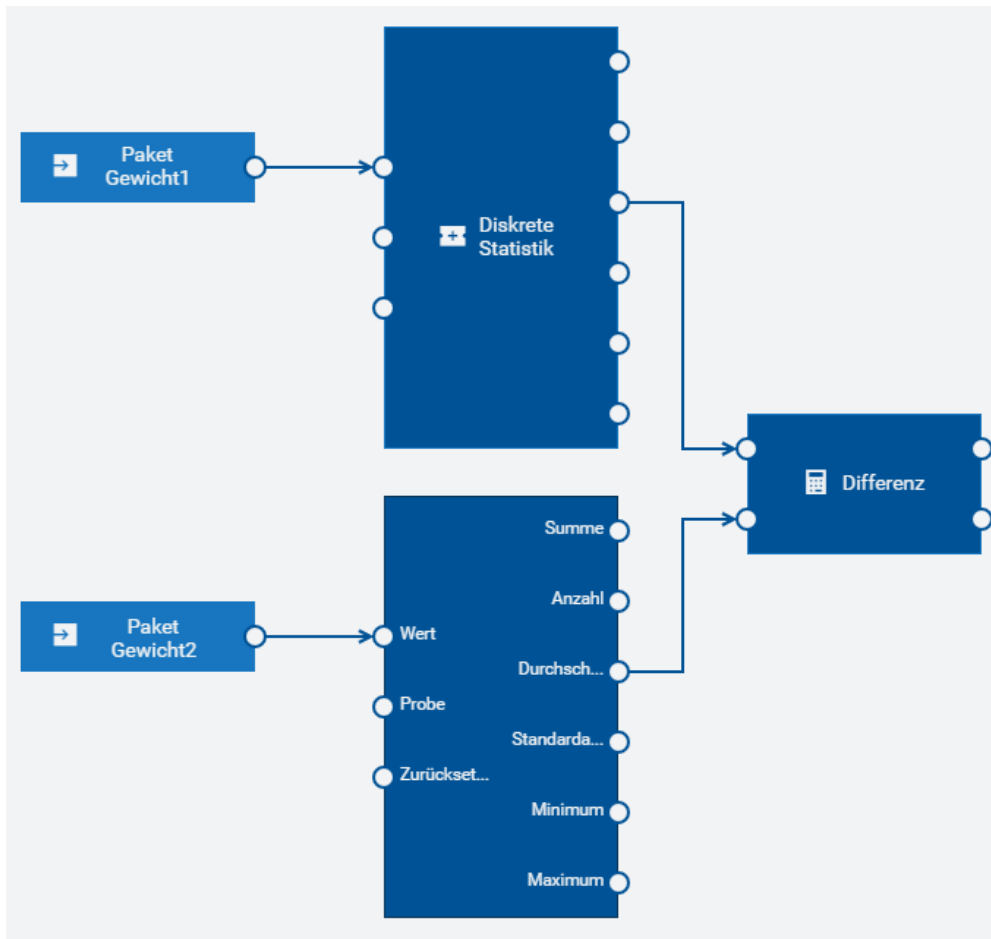 Paket
Gewicht1
Diskrete
Statistik
Differenz
Paket
Gewicht2
Summe
Anzahl
Wert
Durchsch...
Probe
Standarda...
Zurückset...
Minimum
Maximum